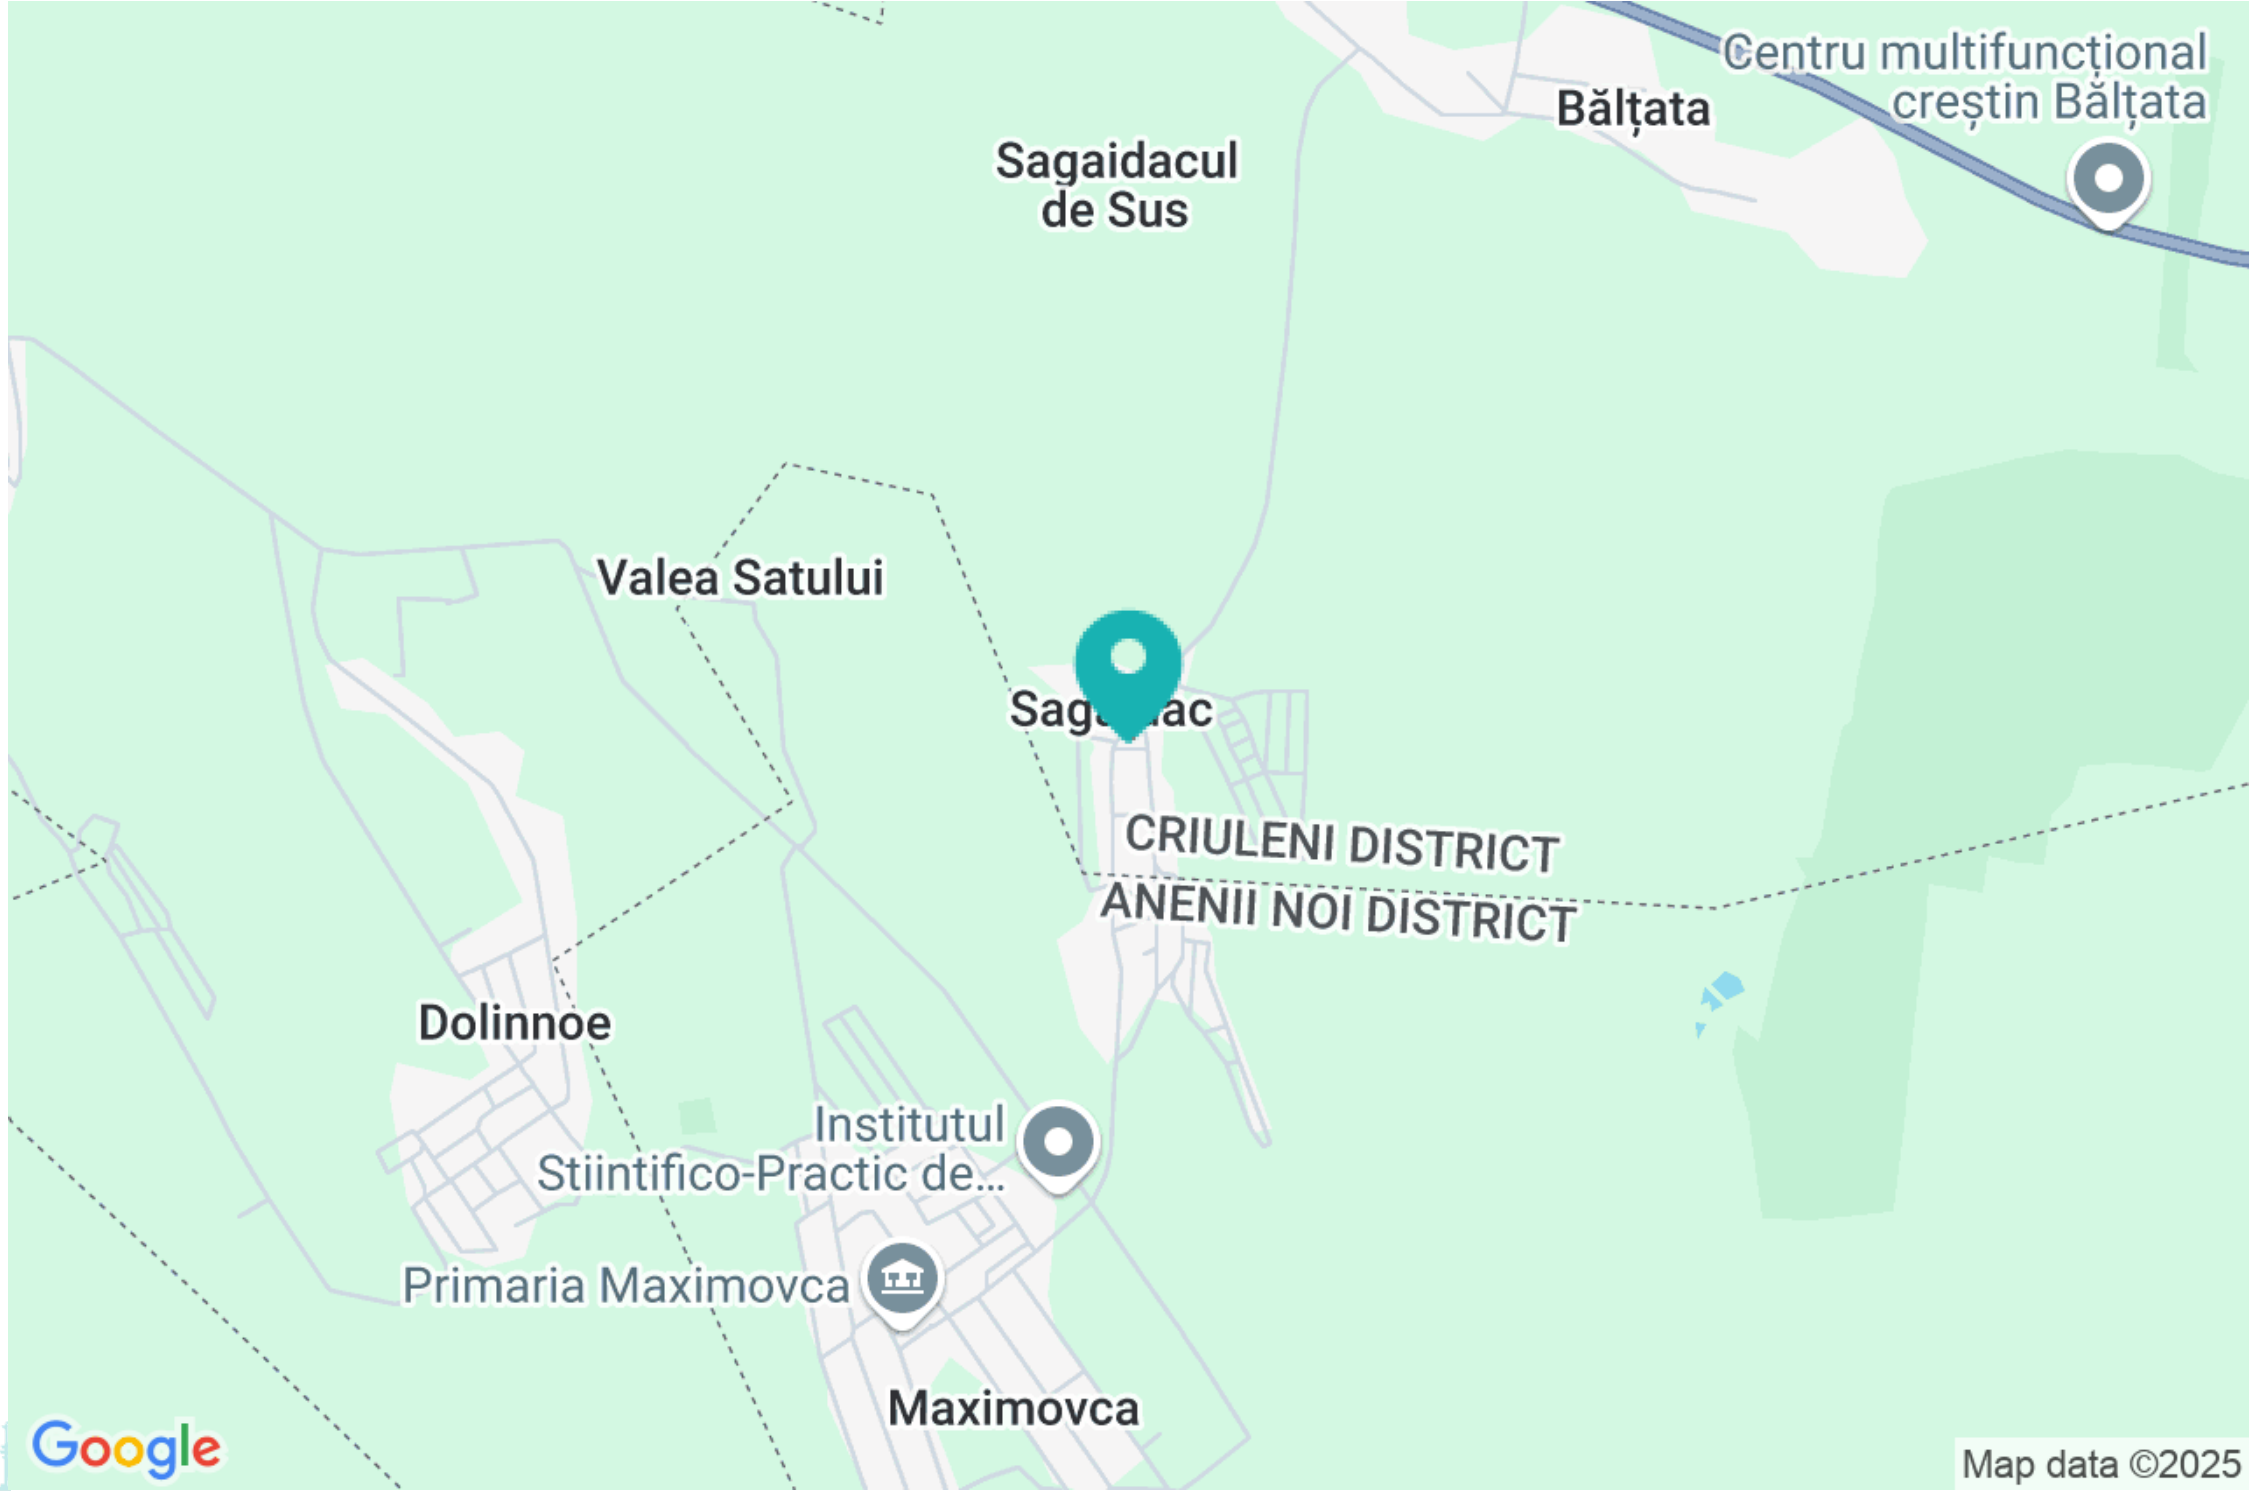 Centru multifuncțional
creștin Bălțata
Bălțata
Sagaidacul
de Sus
Valea Satului
CRIULENI DISTRICT
ANENII NOI DISTRICT
Dolinnoe
Institutul
Stiintifico-Practic de...
Primaria Maximovca
Maximovca
Google
Map data ©2025